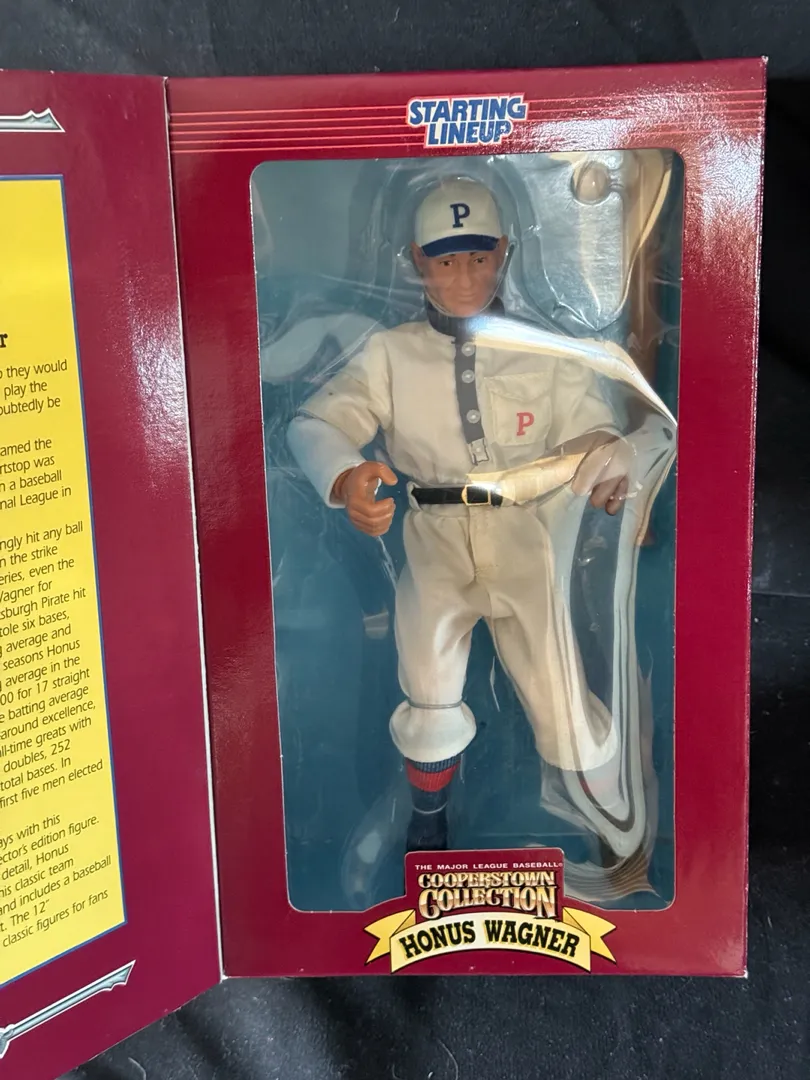 r
they would
play the
oubtedly be
amed the
rtstop was
n a baseball
nal League in
ngly hit any ball
n the strike
eries, even the
Wagner for
sburgh Pirate hit
tole six bases,
g average and
seasons Honus
g average in the
00 for 17 straight
e batting average
around excellence,
ll-time greats with
doubles, 252
total bases. In
first five men elected
ays with this
ector's edition figure.
detail, Honus
his classic team
and includes a baseball
t. The 12"
classic figures for fans
STARTING
LINEUP
P
P
THE MAJOR LEAGUE BASEBALL®
COOPERSTOWN
COLLECTION
HONUS WAGNER